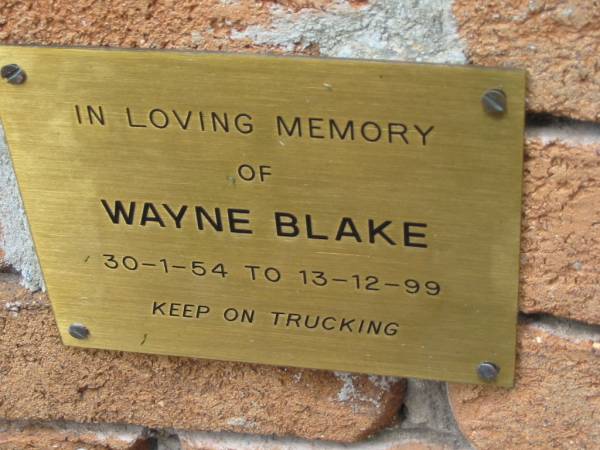 IN LOVING MEMORY
OF
WAYNE BLAKE
30-1-54 TO 13-12-99
KEEP ON TRUCKING